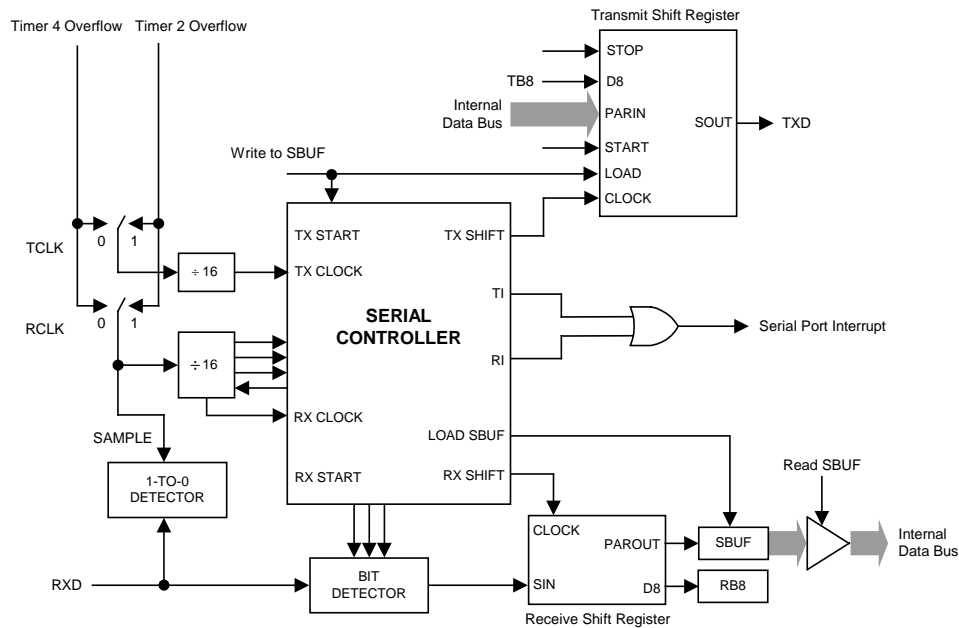 Transmit Shift Register
Timer 4 Overflow
Timer 2 Overflow
STOP
TB8
D8
Internal
Data Bus
PARIN
SOUT
TXD
START
Write to SBUF
LOAD
CLOCK
TX START
TX SHIFT
TCLK
0
1
÷ 16
TX CLOCK
TI
SERIAL
CONTROLLER
Serial Port Interrupt
RCLK
0
1
÷ 16
RI
RX CLOCK
LOAD SBUF
SAMPLE
1-TO-0
DETECTOR
RX START
RX SHIFT
Read SBUF
CLOCK
PAROUT
SBUF
Internal
Data Bus
RXD
BIT
DETECTOR
SIN
D8
RB8
Receive Shift Register